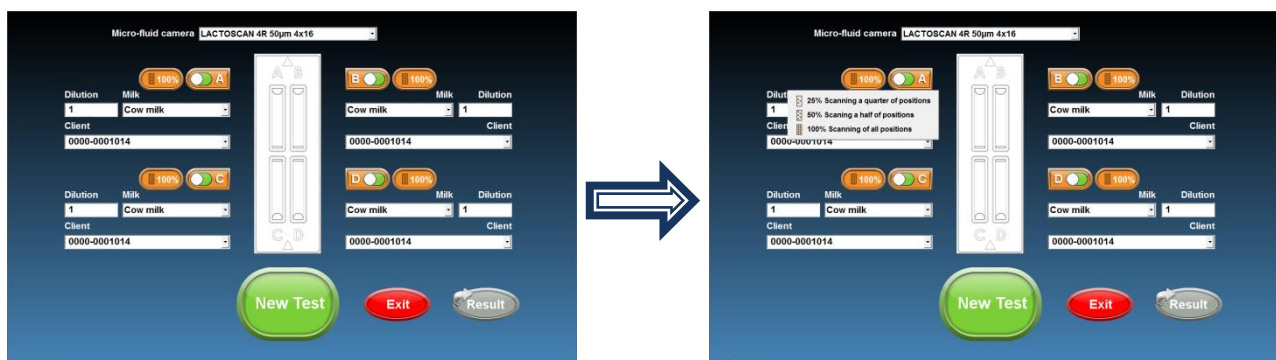 Micro-fluid camera LACTOSCAN 4R 50µm 4x16
100% A
A B
B 100%
Dilution Milk
1 Cow milk
Client
0000-0001014
Milk Dilution
Cow milk 1
Client
0000-0001014
100% C
D 100%
Dilution Milk
1 Cow milk
Client
0000-0001014
C D
Milk Dilution
Cow milk 1
Client
0000-0001014
New Test Exit Result
Micro-fluid camera LACTOSCAN 4R 50µm 4x16
100% A
A B
B 100%
Dilut
1
Clien
25% Scanning a quarter of positions
50% Scaning a half of positions
100% Scanning of all positions
0000-0001014
Milk Dilution
Cow milk 1
Client
0000-0001014
100% C
D 100%
Dilution Milk
1 Cow milk
Client
0000-0001014
C D
Milk Dilution
Cow milk 1
Client
0000-0001014
New Test Exit Result